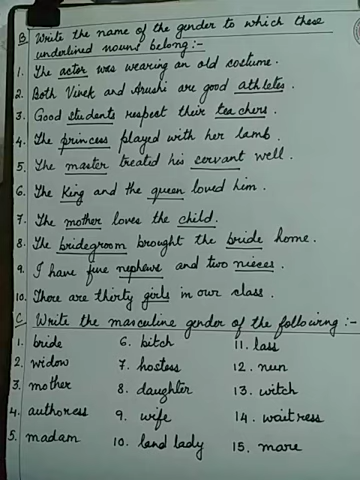 B. Write the name of the gender to which these
underlined nouns belong:-
1. The actor was wearing an old costume.
2. Both Vivek and Arushi are good athletes.
3. Good students respect their teachers.
4. The princess played with her lamb.
5. The master treated his servant well.
6. The King and the queen loved him.
7. The mother loves the child.
8. The bridegroom brought the bride home.
9. I have five nephews and two nieces.
10. There are thirty girls in our class.
C. Write the masculine gender of the following:-
1. bride 6. bitch 11. lass
2. widow 7. hostess 12. nun
3. mother 8. daughter 13. witch
4. authoress 9. wife 14. waitress
5. madam 10. land lady 15. mare